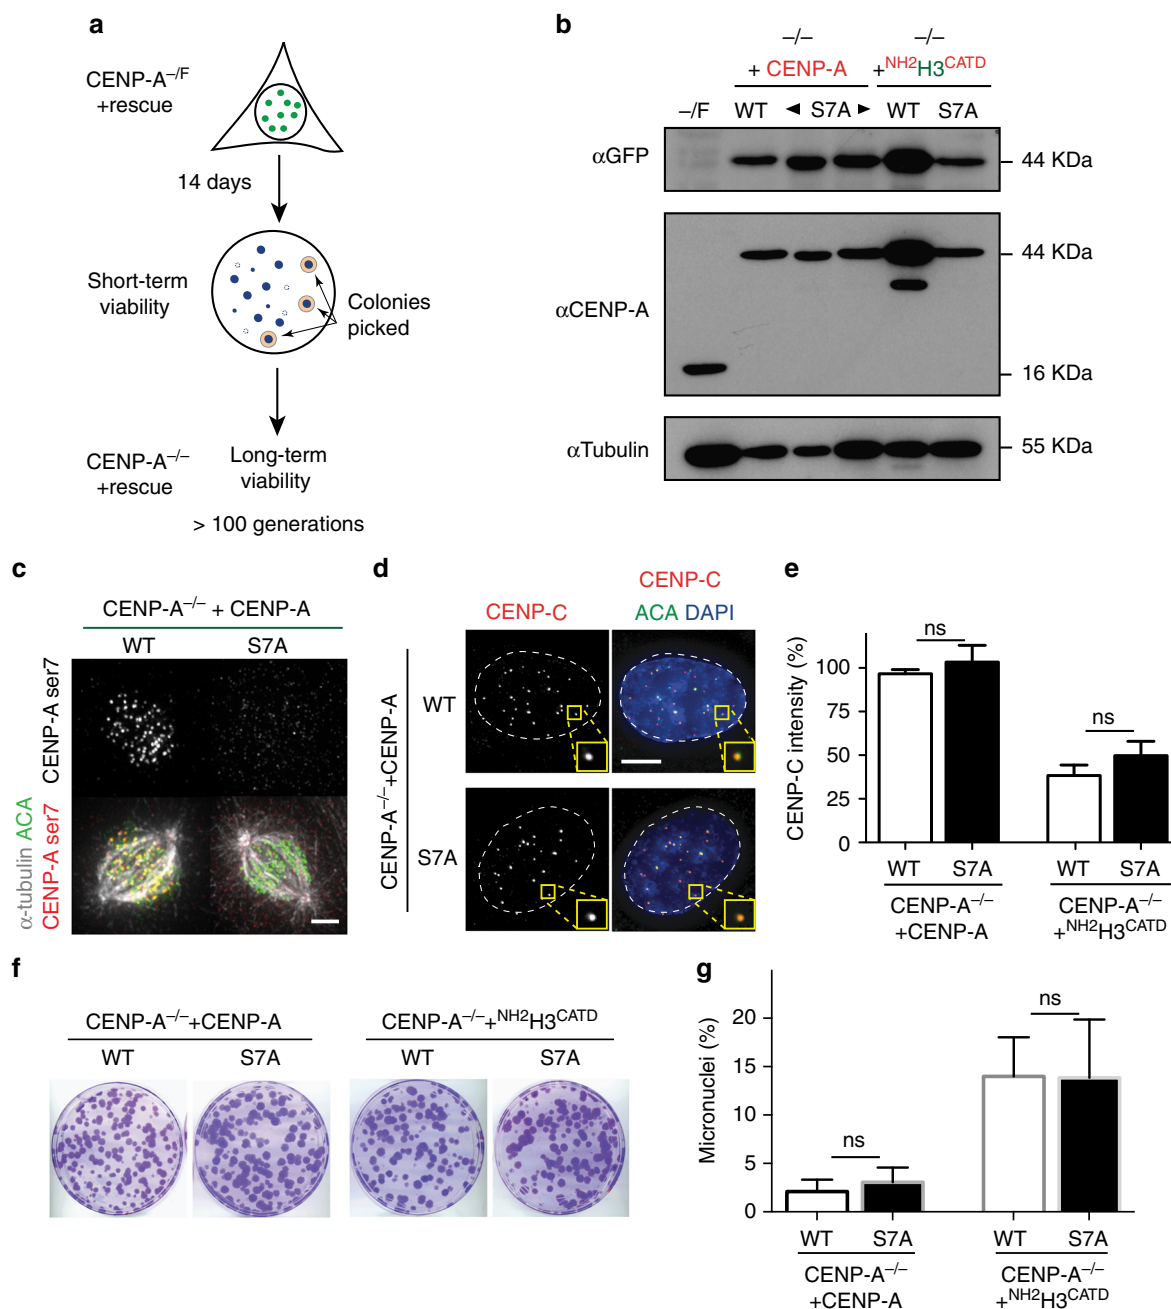 a
CENP-A–/F
+rescue
14 days
Short-term
viability
Colonies
picked
CENP-A–/–
+rescue
Long-term
viability
> 100 generations
b
–/– –/–
+ CENP-A +NH2H3CATD
–/F WT ◄ S7A ► WT S7A
αGFP
44 KDa
αCENP-A
44 KDa
16 KDa
αTubulin
55 KDa
c
CENP-A–/– + CENP-A
WT S7A
CENP-A ser7
α-tubulin ACA
CENP-A ser7
d
CENP-C
CENP-C
ACA DAPI
CENP-A–/–+CENP-A
WT
S7A
e
CENP-C intensity (%)
100
75
50
25
0
ns
ns
WT S7A WT S7A
CENP-A–/–
+CENP-A
CENP-A–/–
+NH2H3CATD
f
CENP-A–/–+CENP-A CENP-A–/–+NH2H3CATD
WT S7A WT S7A
g
Micronuclei (%)
20
15
10
5
0
ns
ns
WT S7A WT S7A
CENP-A–/–
+CENP-A
CENP-A–/–
+NH2H3CATD